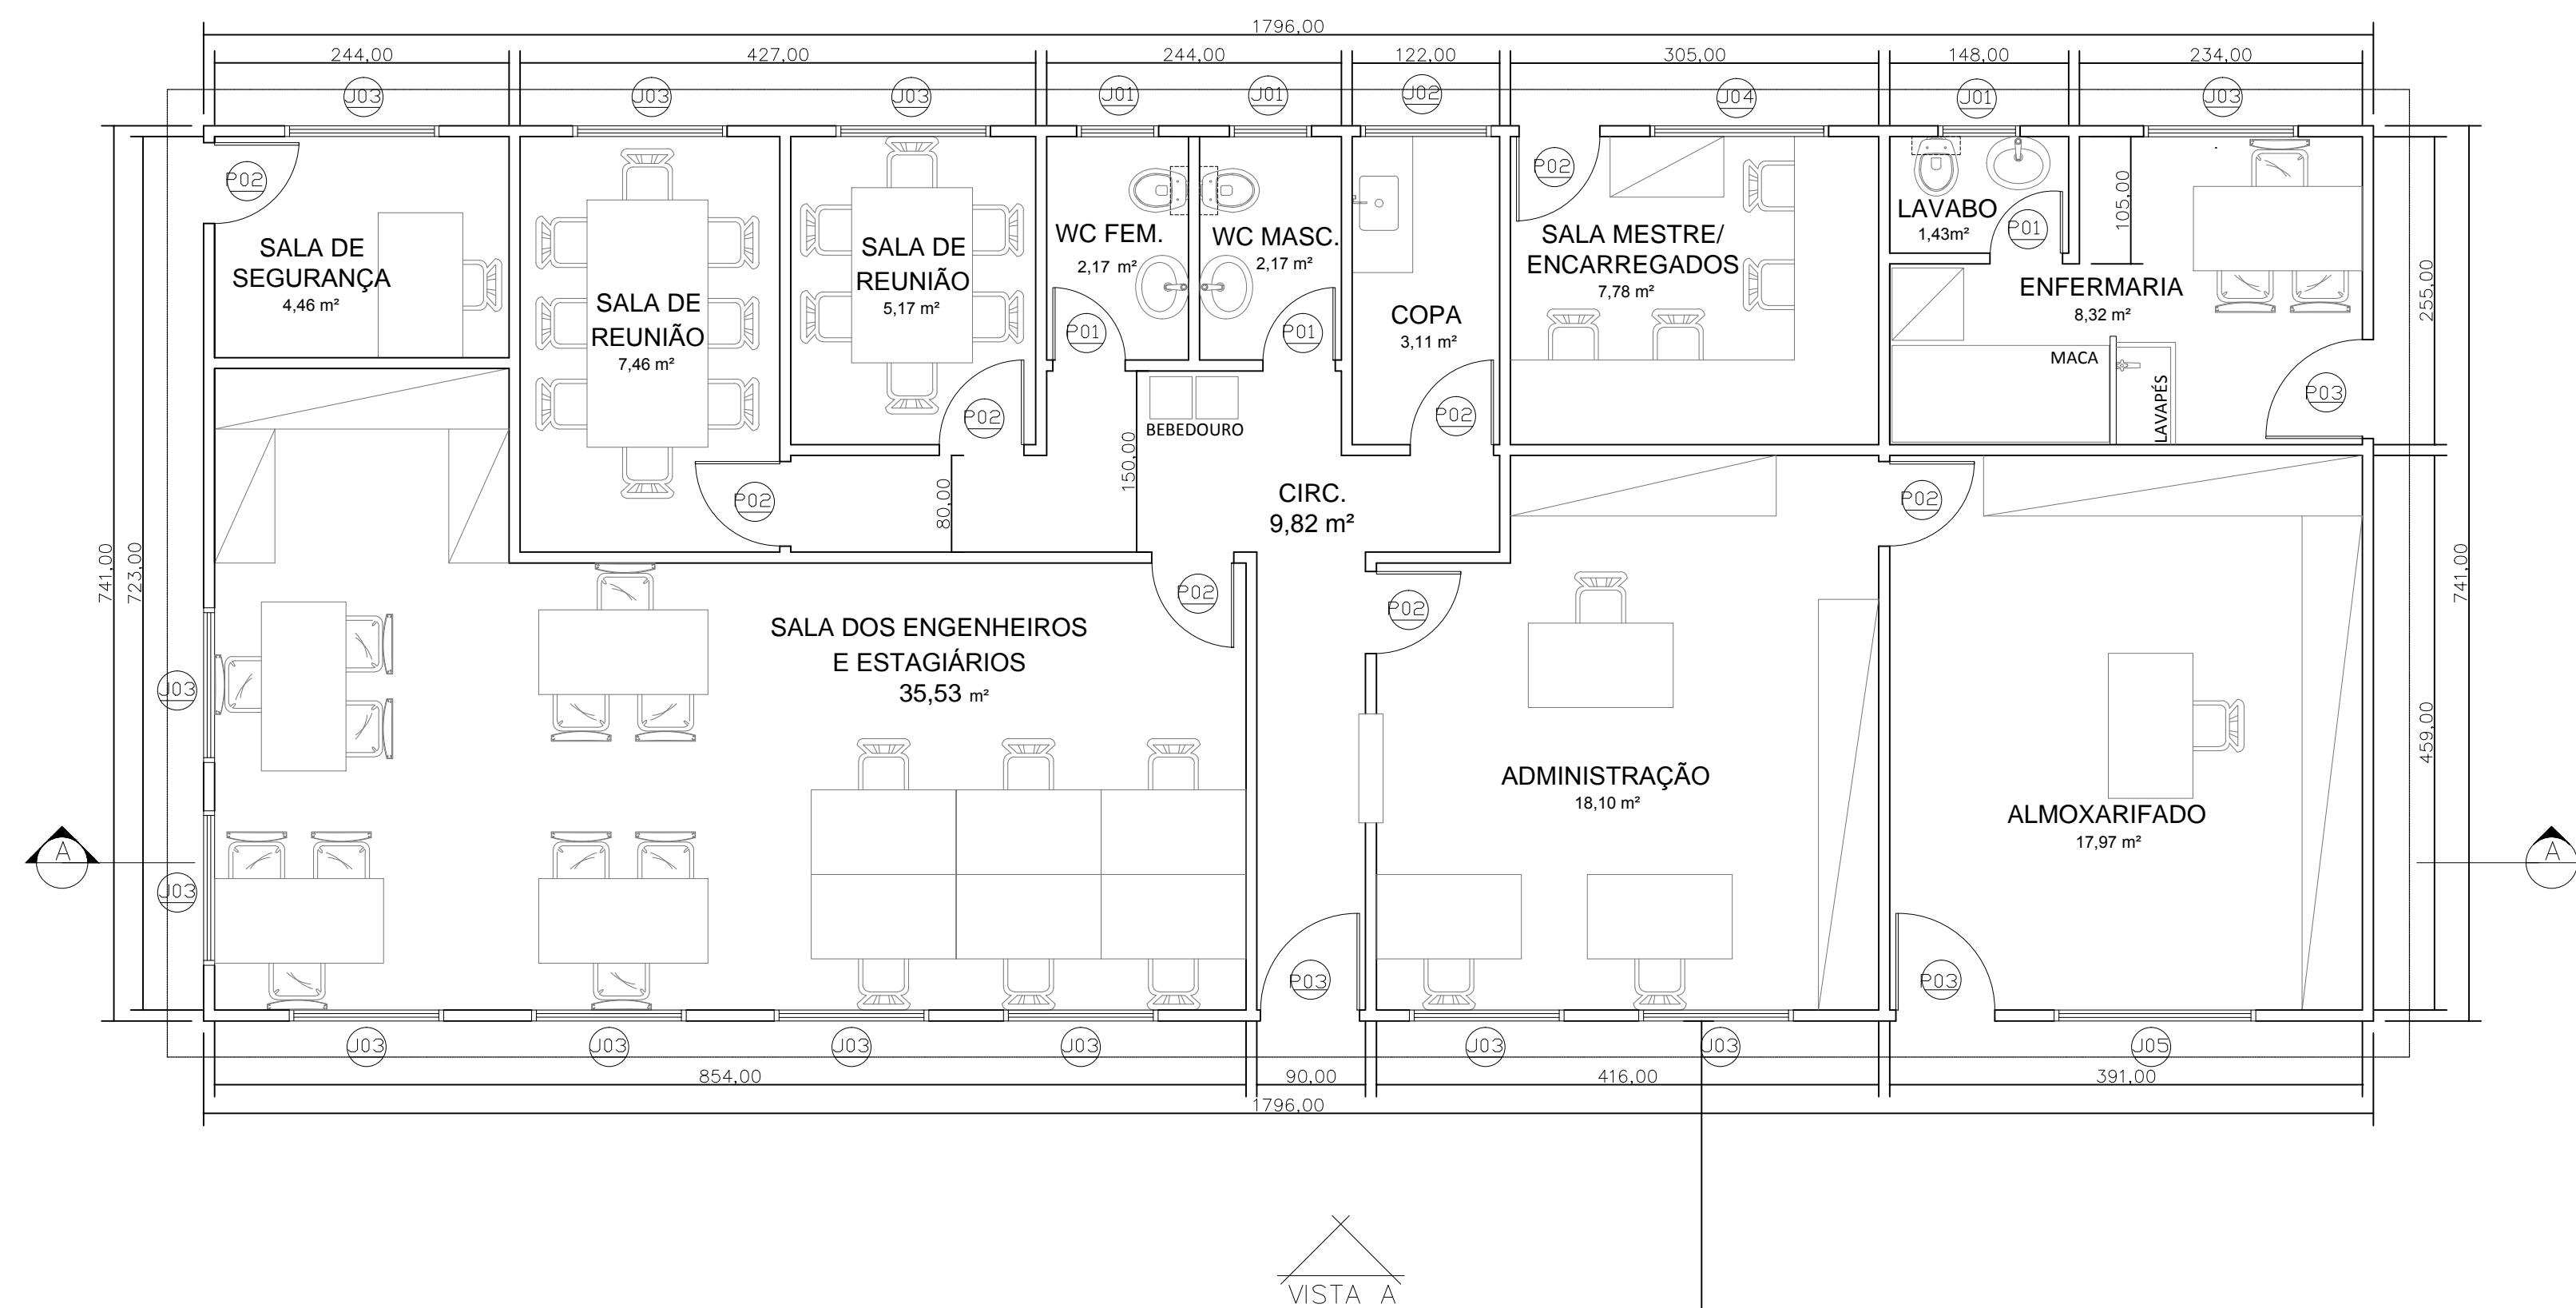 1796,00
244,00
427,00
244,00
122,00
305,00
148,00
234,00
J03
J03
J03
J01
J01
J02
J04
J01
J03
P02
SALA DE
SEGURANÇA
4,46 m²
SALA DE
REUNIÃO
7,46 m²
SALA DE
REUNIÃO
5,17 m²
WC FEM.
2,17 m²
WC MASC.
2,17 m²
P01
P01
COPA
3,11 m²
P02
SALA MESTRE/
ENCARREGADOS
7,78 m²
LAVABO
1,43m²
P01
105,00
ENFERMARIA
8,32 m²
MACA
LAVAPÉS
P03
255,00
P02
P02
P02
BEBEDOURO
150,00
80,00
CIRC.
9,82 m²
P02
741,00
723,00
741,00
P02
P02
SALA DOS ENGENHEIROS
E ESTAGIÁRIOS
35,53 m²
J03
J03
ADMINISTRAÇÃO
18,10 m²
ALMOXARIFADO
17,97 m²
459,00
A
A
P03
P03
J03
J03
J03
J03
J03
J03
J05
854,00
90,00
416,00
391,00
1796,00
VISTA A